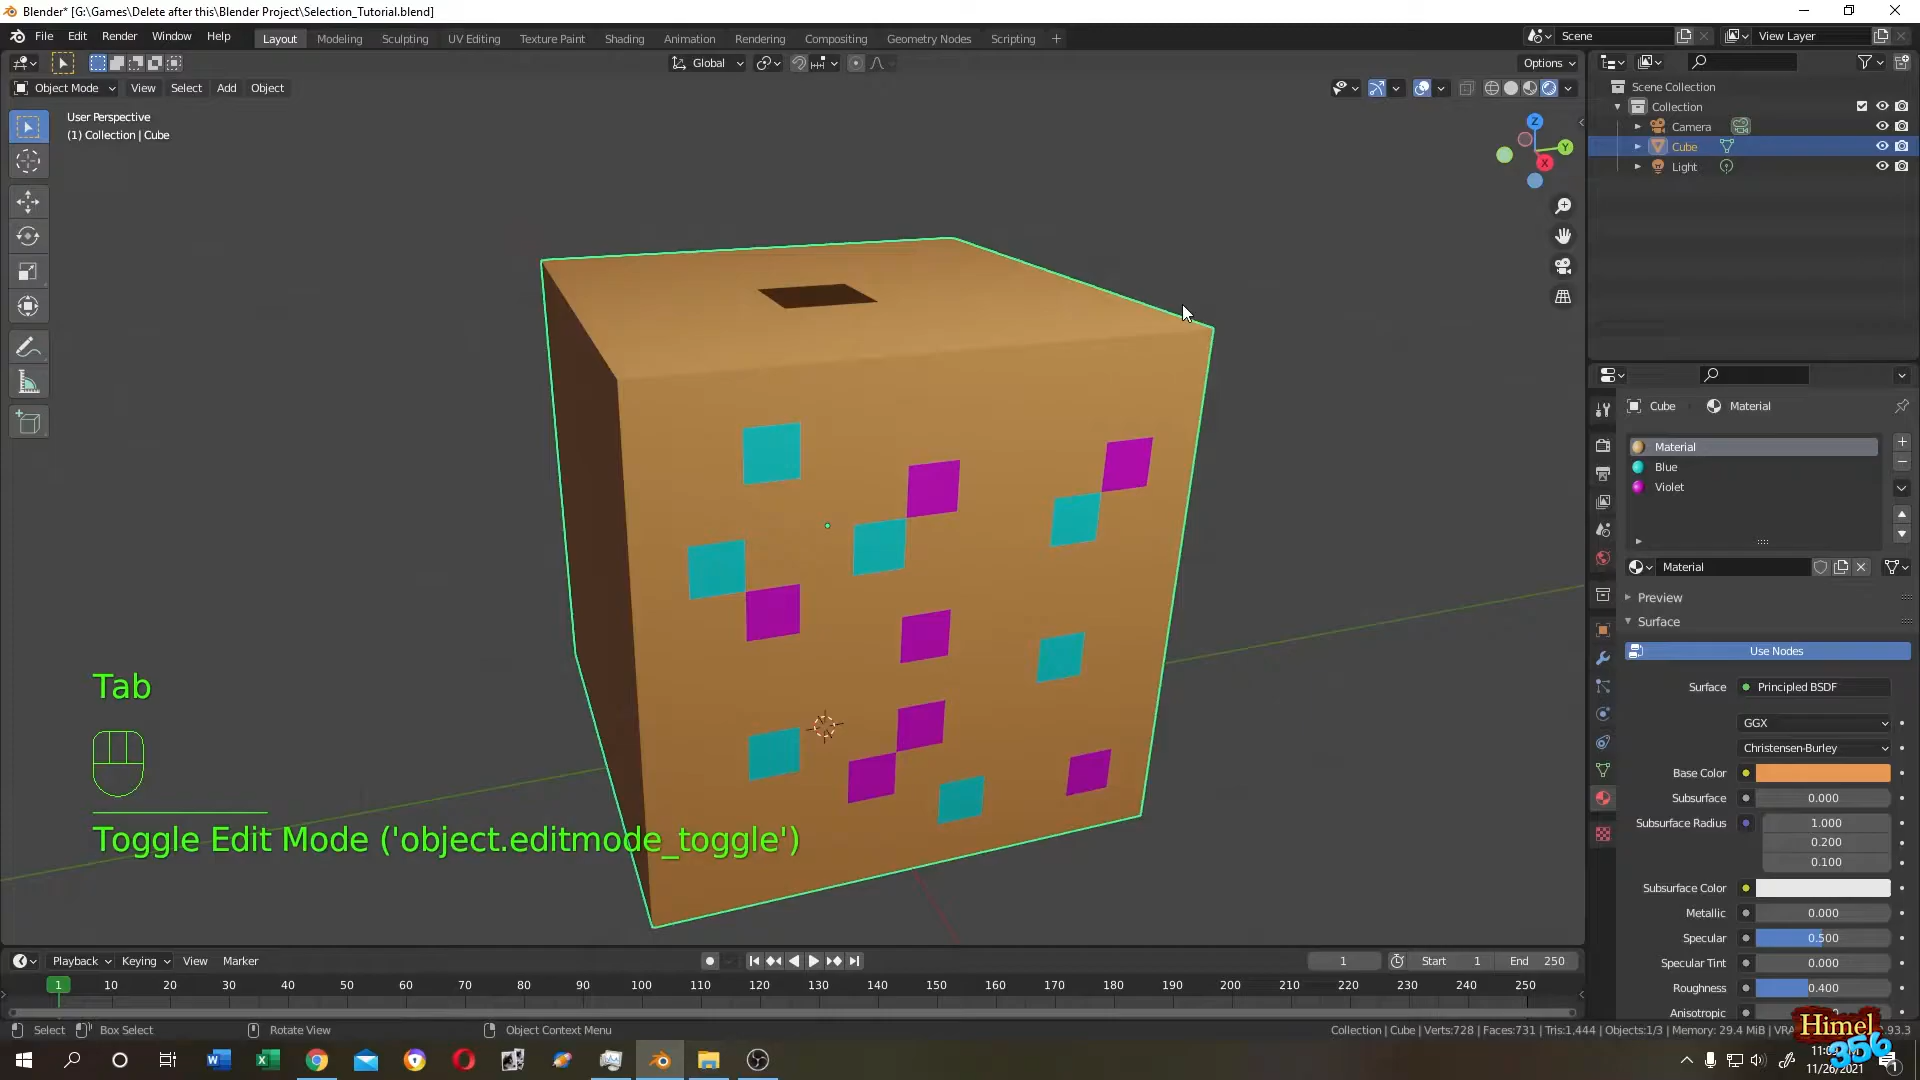 Blender* [G:\Games\Delete after this\Blender Project\Selection_Tutorial.blend]
File Edit Render Window Help Layout Modeling Sculpting UV Editing Texture Paint Shading Animation Rendering Compositing Geometry Nodes Scripting + Scene View Layer
Global Options
Object Mode View Select Add Object
User Perspective
(1) Collection | Cube
Z
Y
X
Scene Collection
Collection
Camera
Cube
Light
Cube Material
Material
Blue
Violet
Material
Preview
Surface
Use Nodes
Surface Principled BSDF
GGX
Christensen-Burley
Base Color
Subsurface 0.000
Subsurface Radius 1.000
0.200
0.100
Subsurface Color
Metallic 0.000
Specular 0.500
Specular Tint 0.000
Roughness 0.400
Anisotropic
Tab
Toggle Edit Mode ('object.editmode_toggle')
Playback Keying View Marker 1 Start 1 End 250
1 10 20 30 40 50 60 70 80 90 100 110 120 130 140 150 160 170 180 190 200 210 220 230 240 250
Select Box Select Rotate View Object Context Menu Collection | Cube | Verts:728 | Faces:731 | Tris:1,444 | Objects:1/3 | Memory: 29.4 MiB | VRA 93.3
Himel
356
11/26/2021